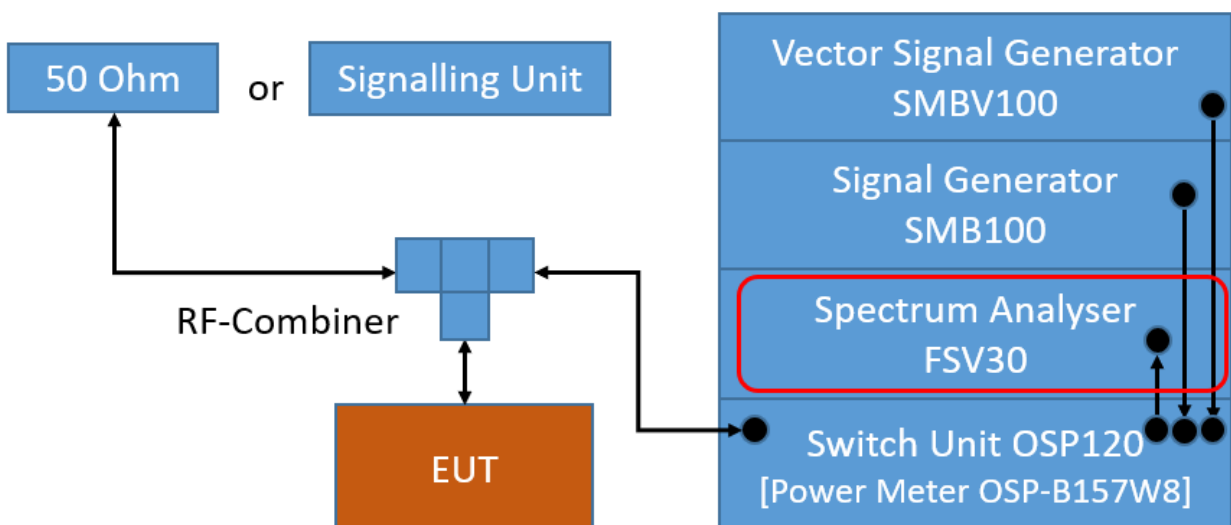 50 Ohm
or
Signalling Unit
RF-Combiner
EUT
Vector Signal Generator
SMBV100
Signal Generator
SMB100
Spectrum Analyser
FSV30
Switch Unit OSP120
[Power Meter OSP-B157W8]